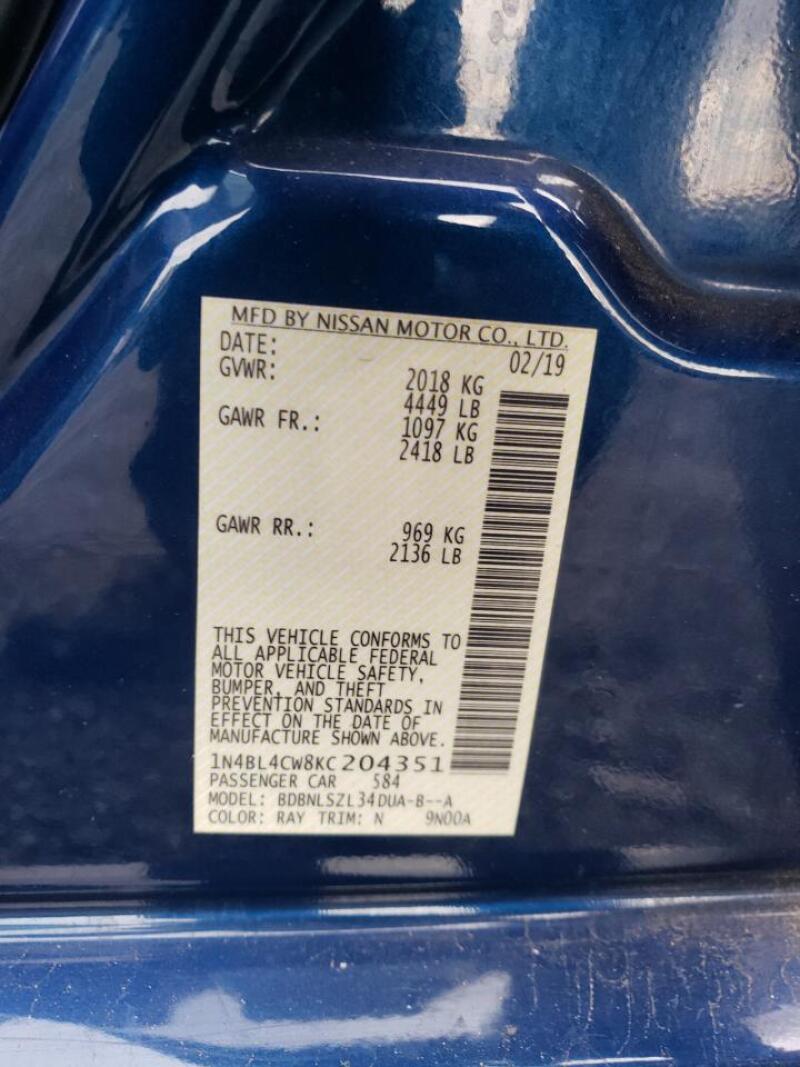 MFD BY NISSAN MOTOR CO., LTD.
DATE: 02/19
GVWR: 2018 KG
4449 LB
GAWR FR.: 1097 KG
2418 LB
GAWR RR.: 969 KG
2136 LB
THIS VEHICLE CONFORMS TO
ALL APPLICABLE FEDERAL
MOTOR VEHICLE SAFETY,
BUMPER, AND THEFT
PREVENTION STANDARDS IN
EFFECT ON THE DATE OF
MANUFACTURE SHOWN ABOVE.
1N4BL4CW8KC204351
PASSENGER CAR 584
MODEL: BDBNLSZL34DUA-B--A
COLOR: RAY TRIM: N 9N00A